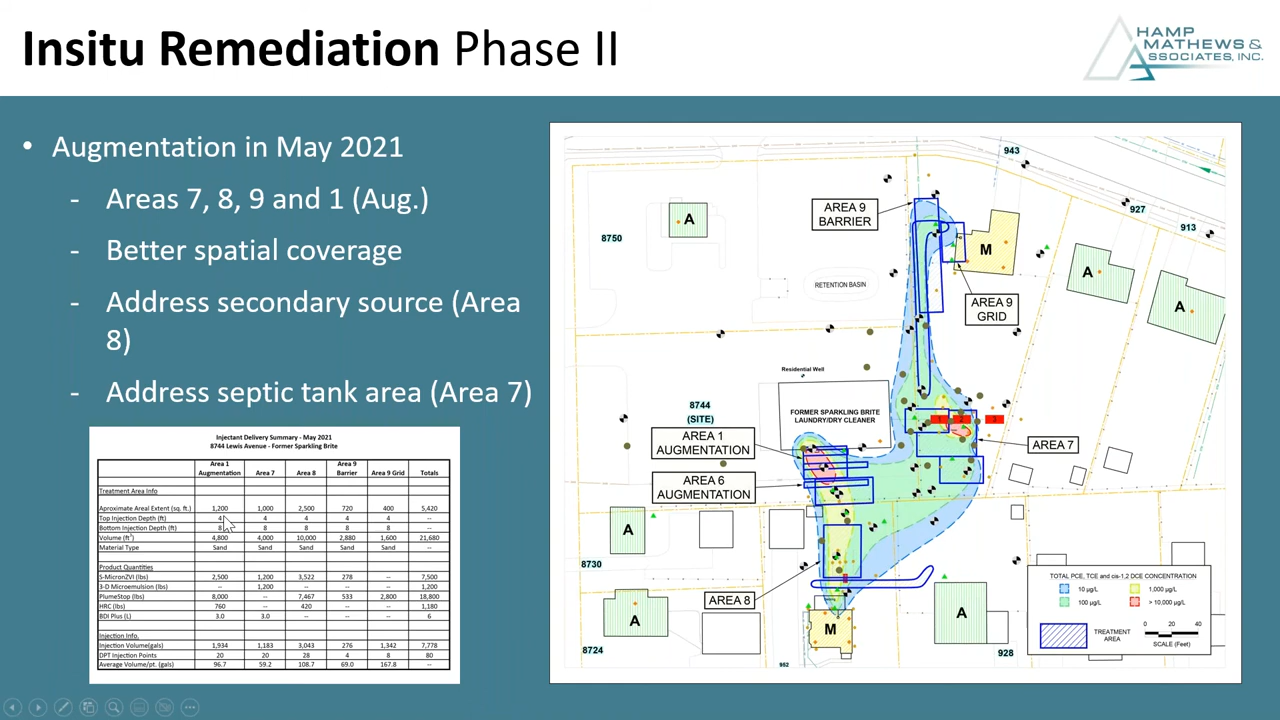 Insitu Remediation Phase II
HAMP
MATHEWS &
ASSOCIATES, INC.
• Augmentation in May 2021
- Areas 7, 8, 9 and 1 (Aug.)
- Better spatial coverage
- Address secondary source (Area
8)
- Address septic tank area (Area 7)
Injectant Delivery Summary - May 2021
8744 Lewis Avenue - Former Sparkling Brite
Area 1 Augmentation Area 7 Area 8 Area 9 Barrier Area 9 Grid Totals
Treatment Area Info
Aproximate Areal Extent (sq. ft.) 1,200 1,000 2,500 720 400 5,420
Top Injection Depth (ft) 4 4 4 4 4 --
Bottom Injection Depth (ft) 8 8 8 8 8 --
Volume (ft³) 4,800 4,000 10,000 2,880 1,600 21,680
Material Type Sand Sand Sand Sand Sand --
Product Quantities
S-MicronZVI (lbs) 2,500 1,200 3,522 278 -- 7,500
3-D Microemulsion (lbs) -- 1,200 -- -- -- 1,200
PlumeStop (lbs) 8,000 -- 7,467 533 2,800 18,800
HRC (lbs) 760 -- 420 -- -- 1,180
BDI Plus (L) 3.0 3.0 -- -- -- 6
Injection Info.
Injection Volume(gals) 1,934 1,183 3,043 276 1,342 7,778
DPT Injection Points 20 20 28 4 8 80
Average Volume/pt. (gals) 96.7 59.2 108.7 69.0 167.8 --
943
927
913
8750
A
AREA 9
BARRIER
M
A
A
RETENTION BASIN
AREA 9
GRID
Residential Well
8744
(SITE)
FORMER SPARKLING BRITE
LAUNDRY/DRY CLEANER
1 2 3
AREA 7
AREA 1
AUGMENTATION
AREA 6
AUGMENTATION
A
8730
AREA 8
A
M
A
8724
952
928
TOTAL PCE, TCE and cis-1,2 DCE CONCENTRATION
10 µg/L 1,000 µg/L
100 µg/L > 10,000 µg/L
TREATMENT
AREA
0 20 40
SCALE (Feet)